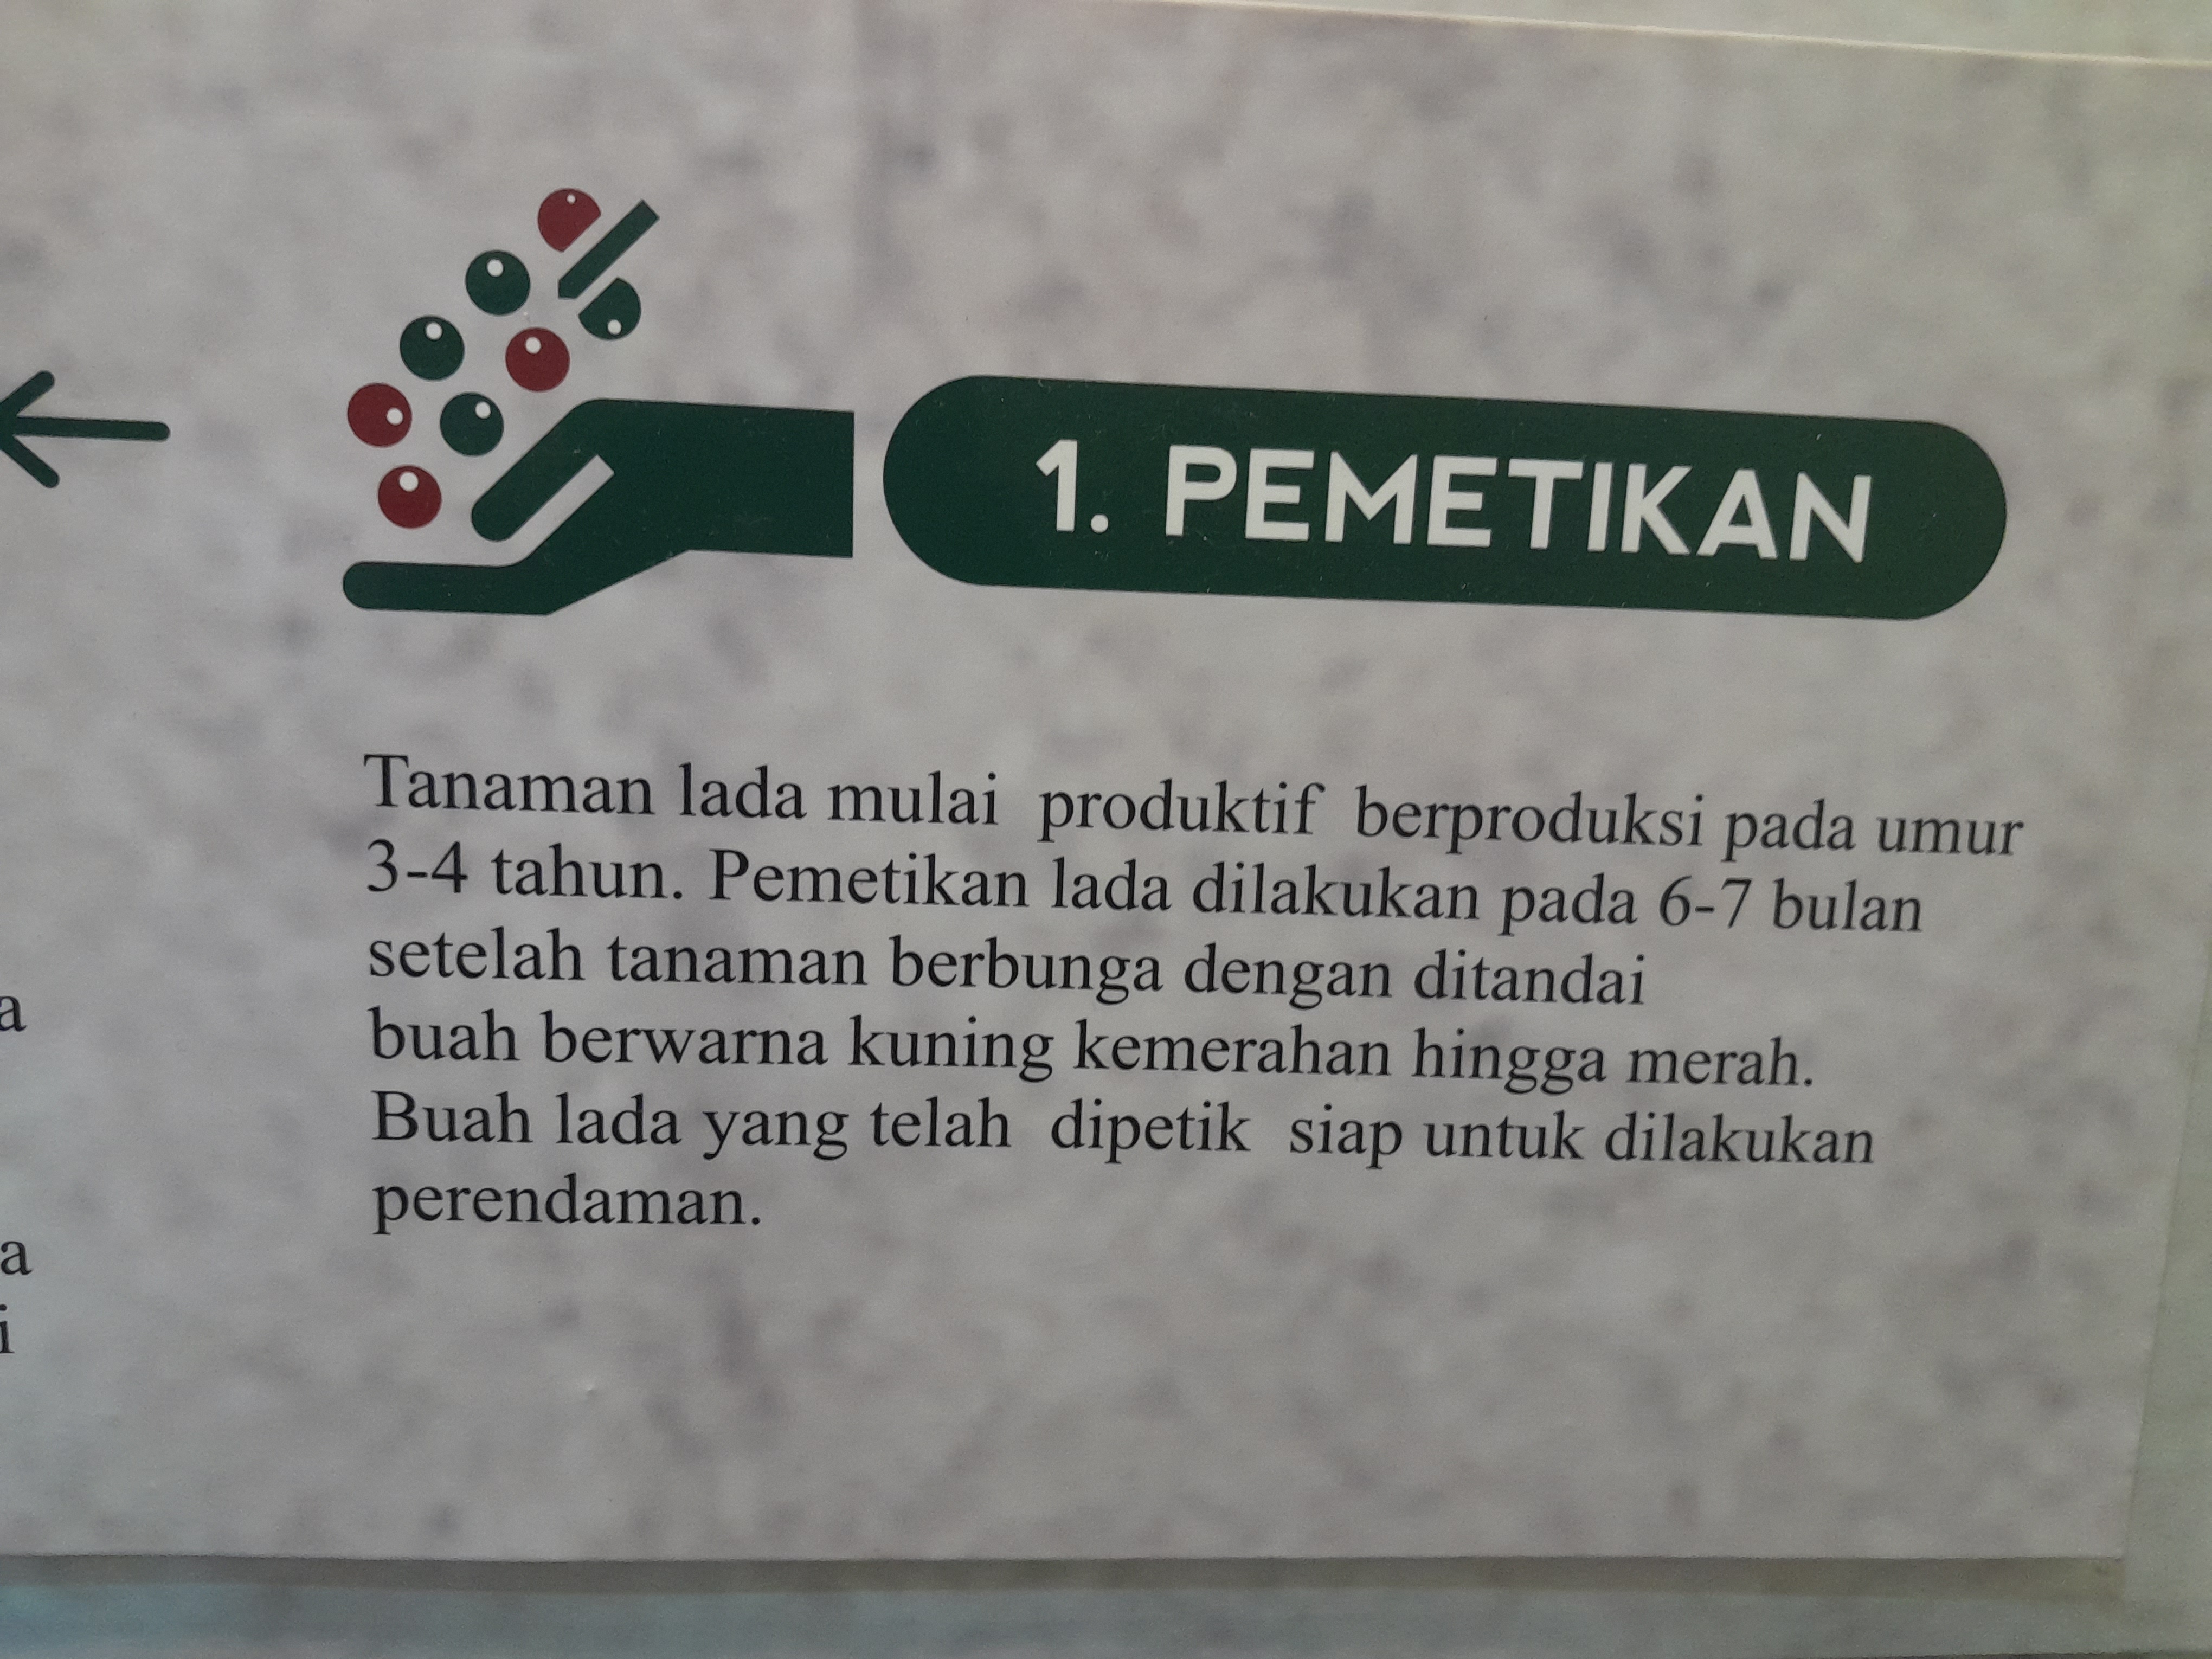 1. PEMETIKAN
Tanaman lada mulai produktif berproduksi pada umur
3-4 tahun. Pemetikan lada dilakukan pada 6-7 bulan
setelah tanaman berbunga dengan ditandai
buah berwarna kuning kemerahan hingga merah.
Buah lada yang telah dipetik siap untuk dilakukan
perendaman.
a
a
i